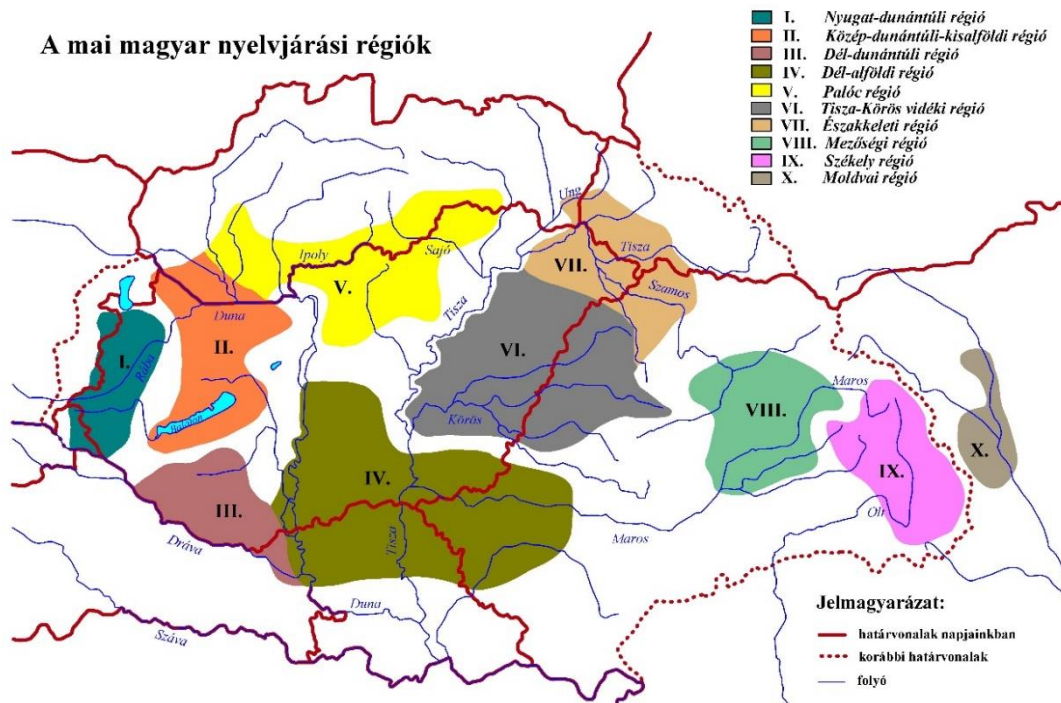 A mai magyar nyelvjárási régiók
I. Nyugat-dunántúli régió
II. Közép-dunántúli-kisalföldi régió
III. Dél-dunántúli régió
IV. Dél-alföldi régió
V. Palóc régió
VI. Tisza-Körös vidéki régió
VII. Északkeleti régió
VIII. Mezőségi régió
IX. Székely régió
X. Moldvai régió
Ung
Ipoly
Sajó
Tisza
VII.
V.
Tisza
Szamos
Duna
I.
II.
Rába
VI.
Maros
Balaton
Körös
VIII.
X.
IX.
IV.
III.
Olt
Dráva
Tisza
Maros
Duna
Száva
Jelmagyarázat:
határvonalak napjainkban
korábbi határvonalak
folyó